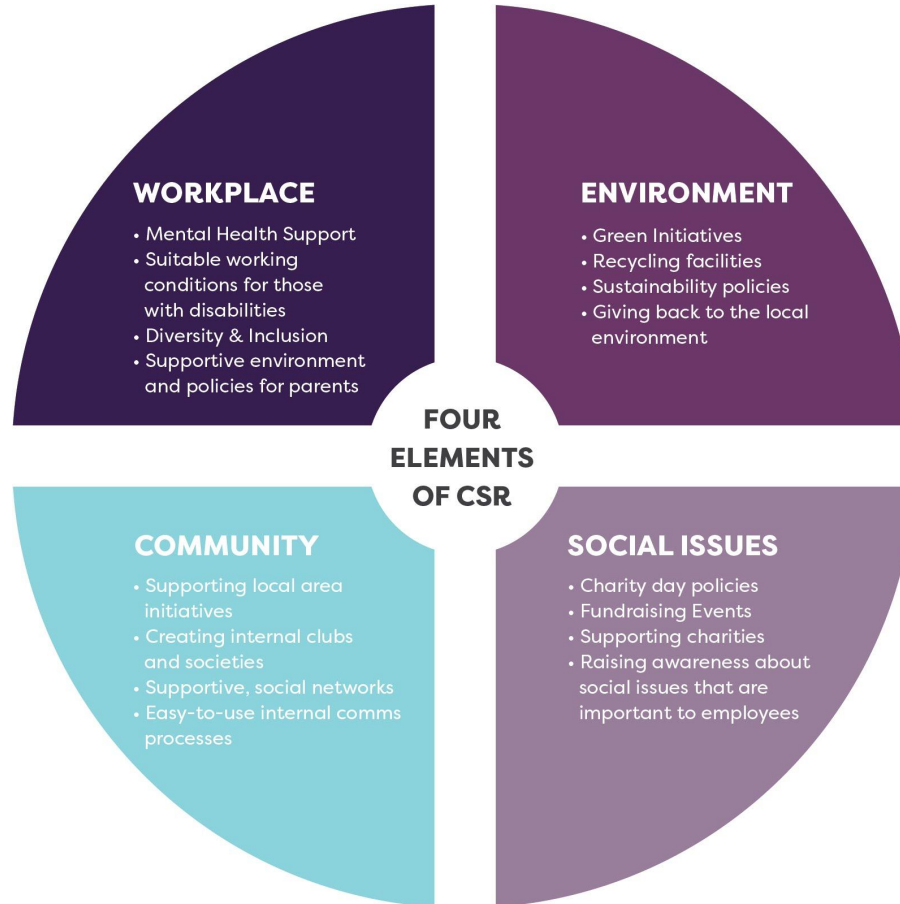 WORKPLACE
• Mental Health Support
• Suitable working
conditions for those
with disabilities
• Diversity & Inclusion
• Supportive environment
and policies for parents
ENVIRONMENT
• Green Initiatives
• Recycling facilities
• Sustainability policies
• Giving back to the local
environment
FOUR
ELEMENTS
OF CSR
COMMUNITY
• Supporting local area
initiatives
• Creating internal clubs
and societies
• Supportive, social networks
• Easy-to-use internal comms
processes
SOCIAL ISSUES
• Charity day policies
• Fundraising Events
• Supporting charities
• Raising awareness about
social issues that are
important to employees